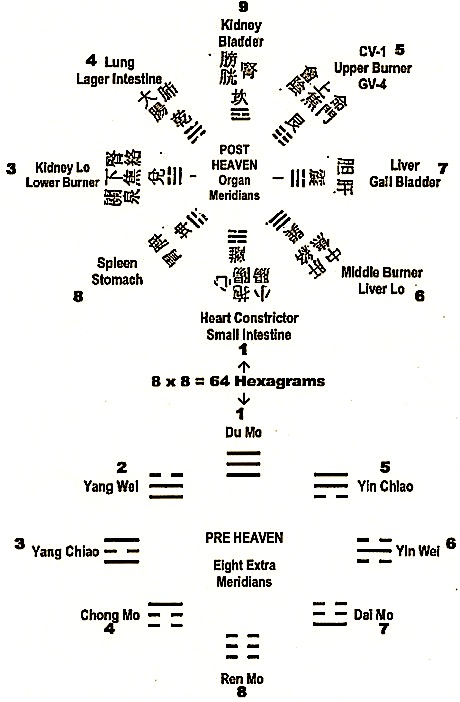 9
Kidney
Bladder
膀 腎
胱
坎
4 Lung
Lager Intestine
大 肺
腸
乾
CV-1 5
Upper Burner
GV-4
會 上 命
陰 焦 門
艮
3 Kidney Lo
Lower Burner
關 下 腎
泉 焦 絡
兌
POST
HEAVEN
Organ
Meridians
震
胆 肝
Liver 7
Gall Bladder
Spleen
Stomach
8
胃 脾
坤
離
小 心
腸 抱
巽
中 肝
焦 絡
Middle Burner
Liver Lo 6
Heart Constrictor
Small Intestine
1
8 x 8 = 64 Hexagrams
1
Du Mo
2
Yang Wei
5
Yin Chiao
3 Yang Chiao
PRE HEAVEN
Eight Extra
Meridians
Yin Wei 6
Chong Mo
4
Dai Mo
7
Ren Mo
8